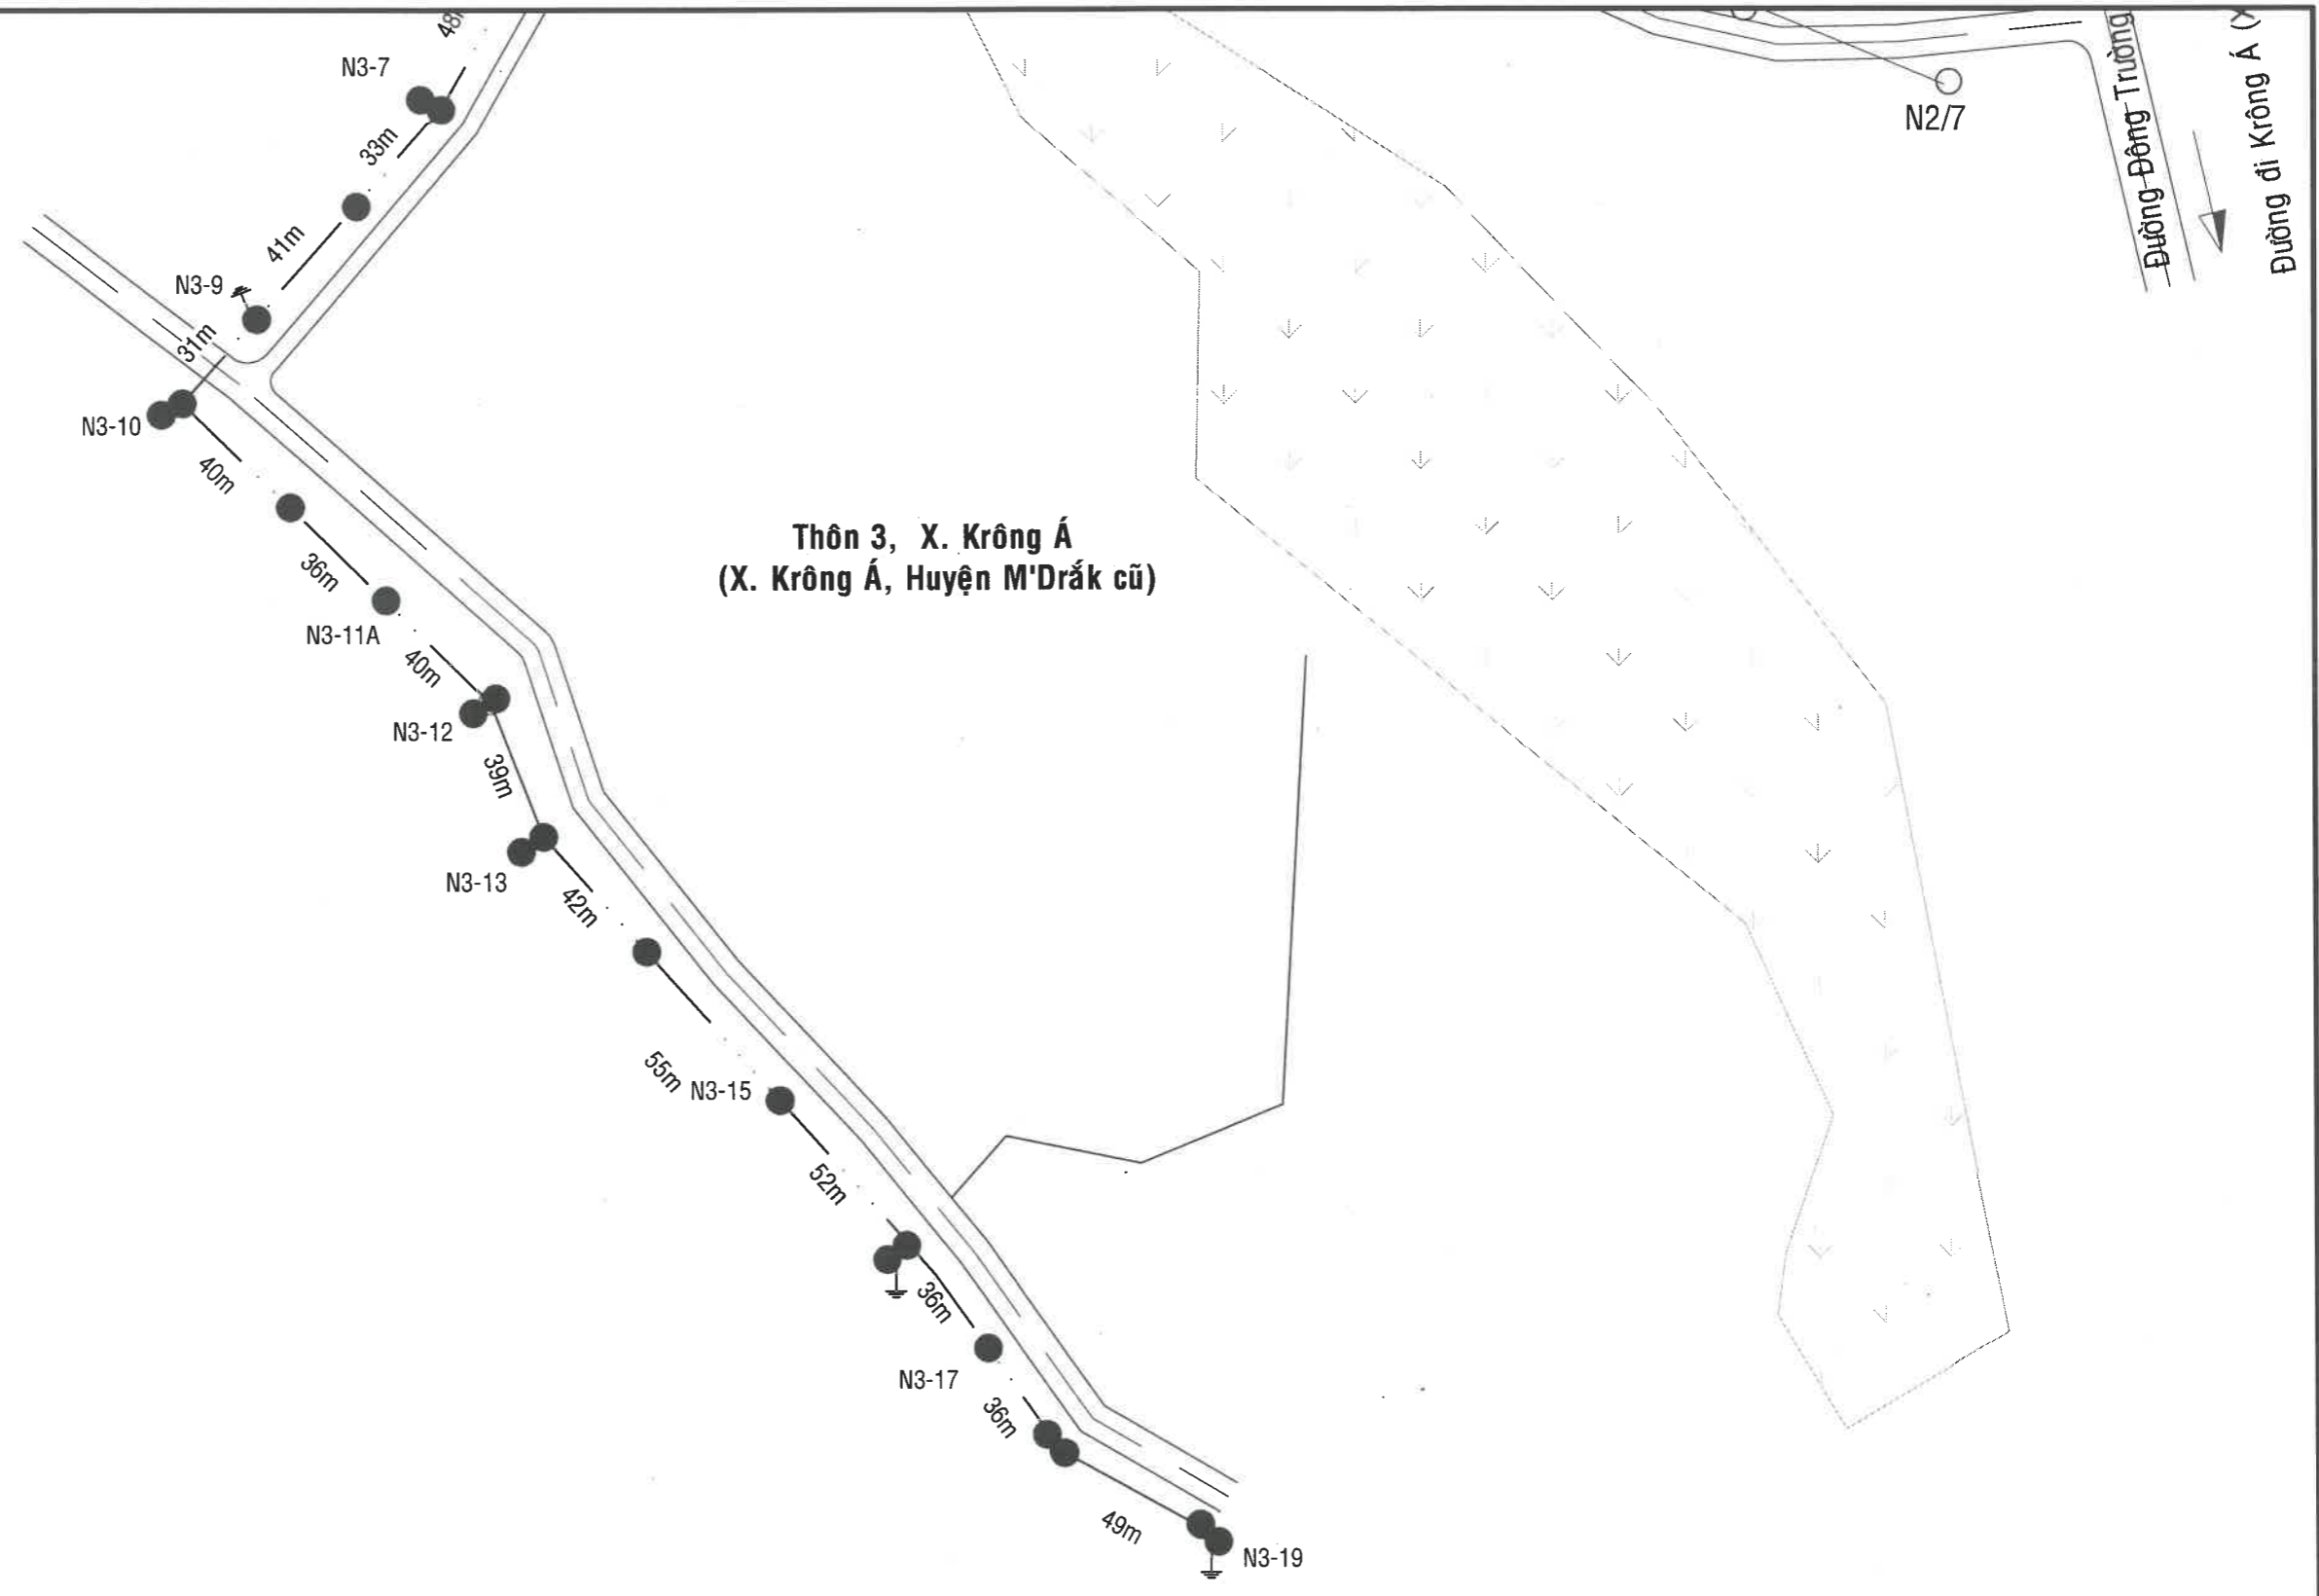 48
N3-7
33m
41m
N3-9
31m
N3-10
40m
36m
N3-11A
40m
N3-12
39m
N3-13
42m
55m
N3-15
52m
36m
N3-17
36m
49m
N3-19
Thôn 3, X. Krông Á
(X. Krông Á, Huyện M'Drắk cũ)
N2/7
Đường Đông Trường
Đường đi Krông Á (X